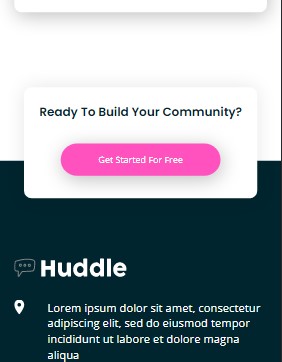 Ready To Build Your Community?
Get Started For Free
Huddle
Lorem ipsum dolor sit amet, consectetur
adipiscing elit, sed do eiusmod tempor
incididunt ut labore et dolore magna
aliqua